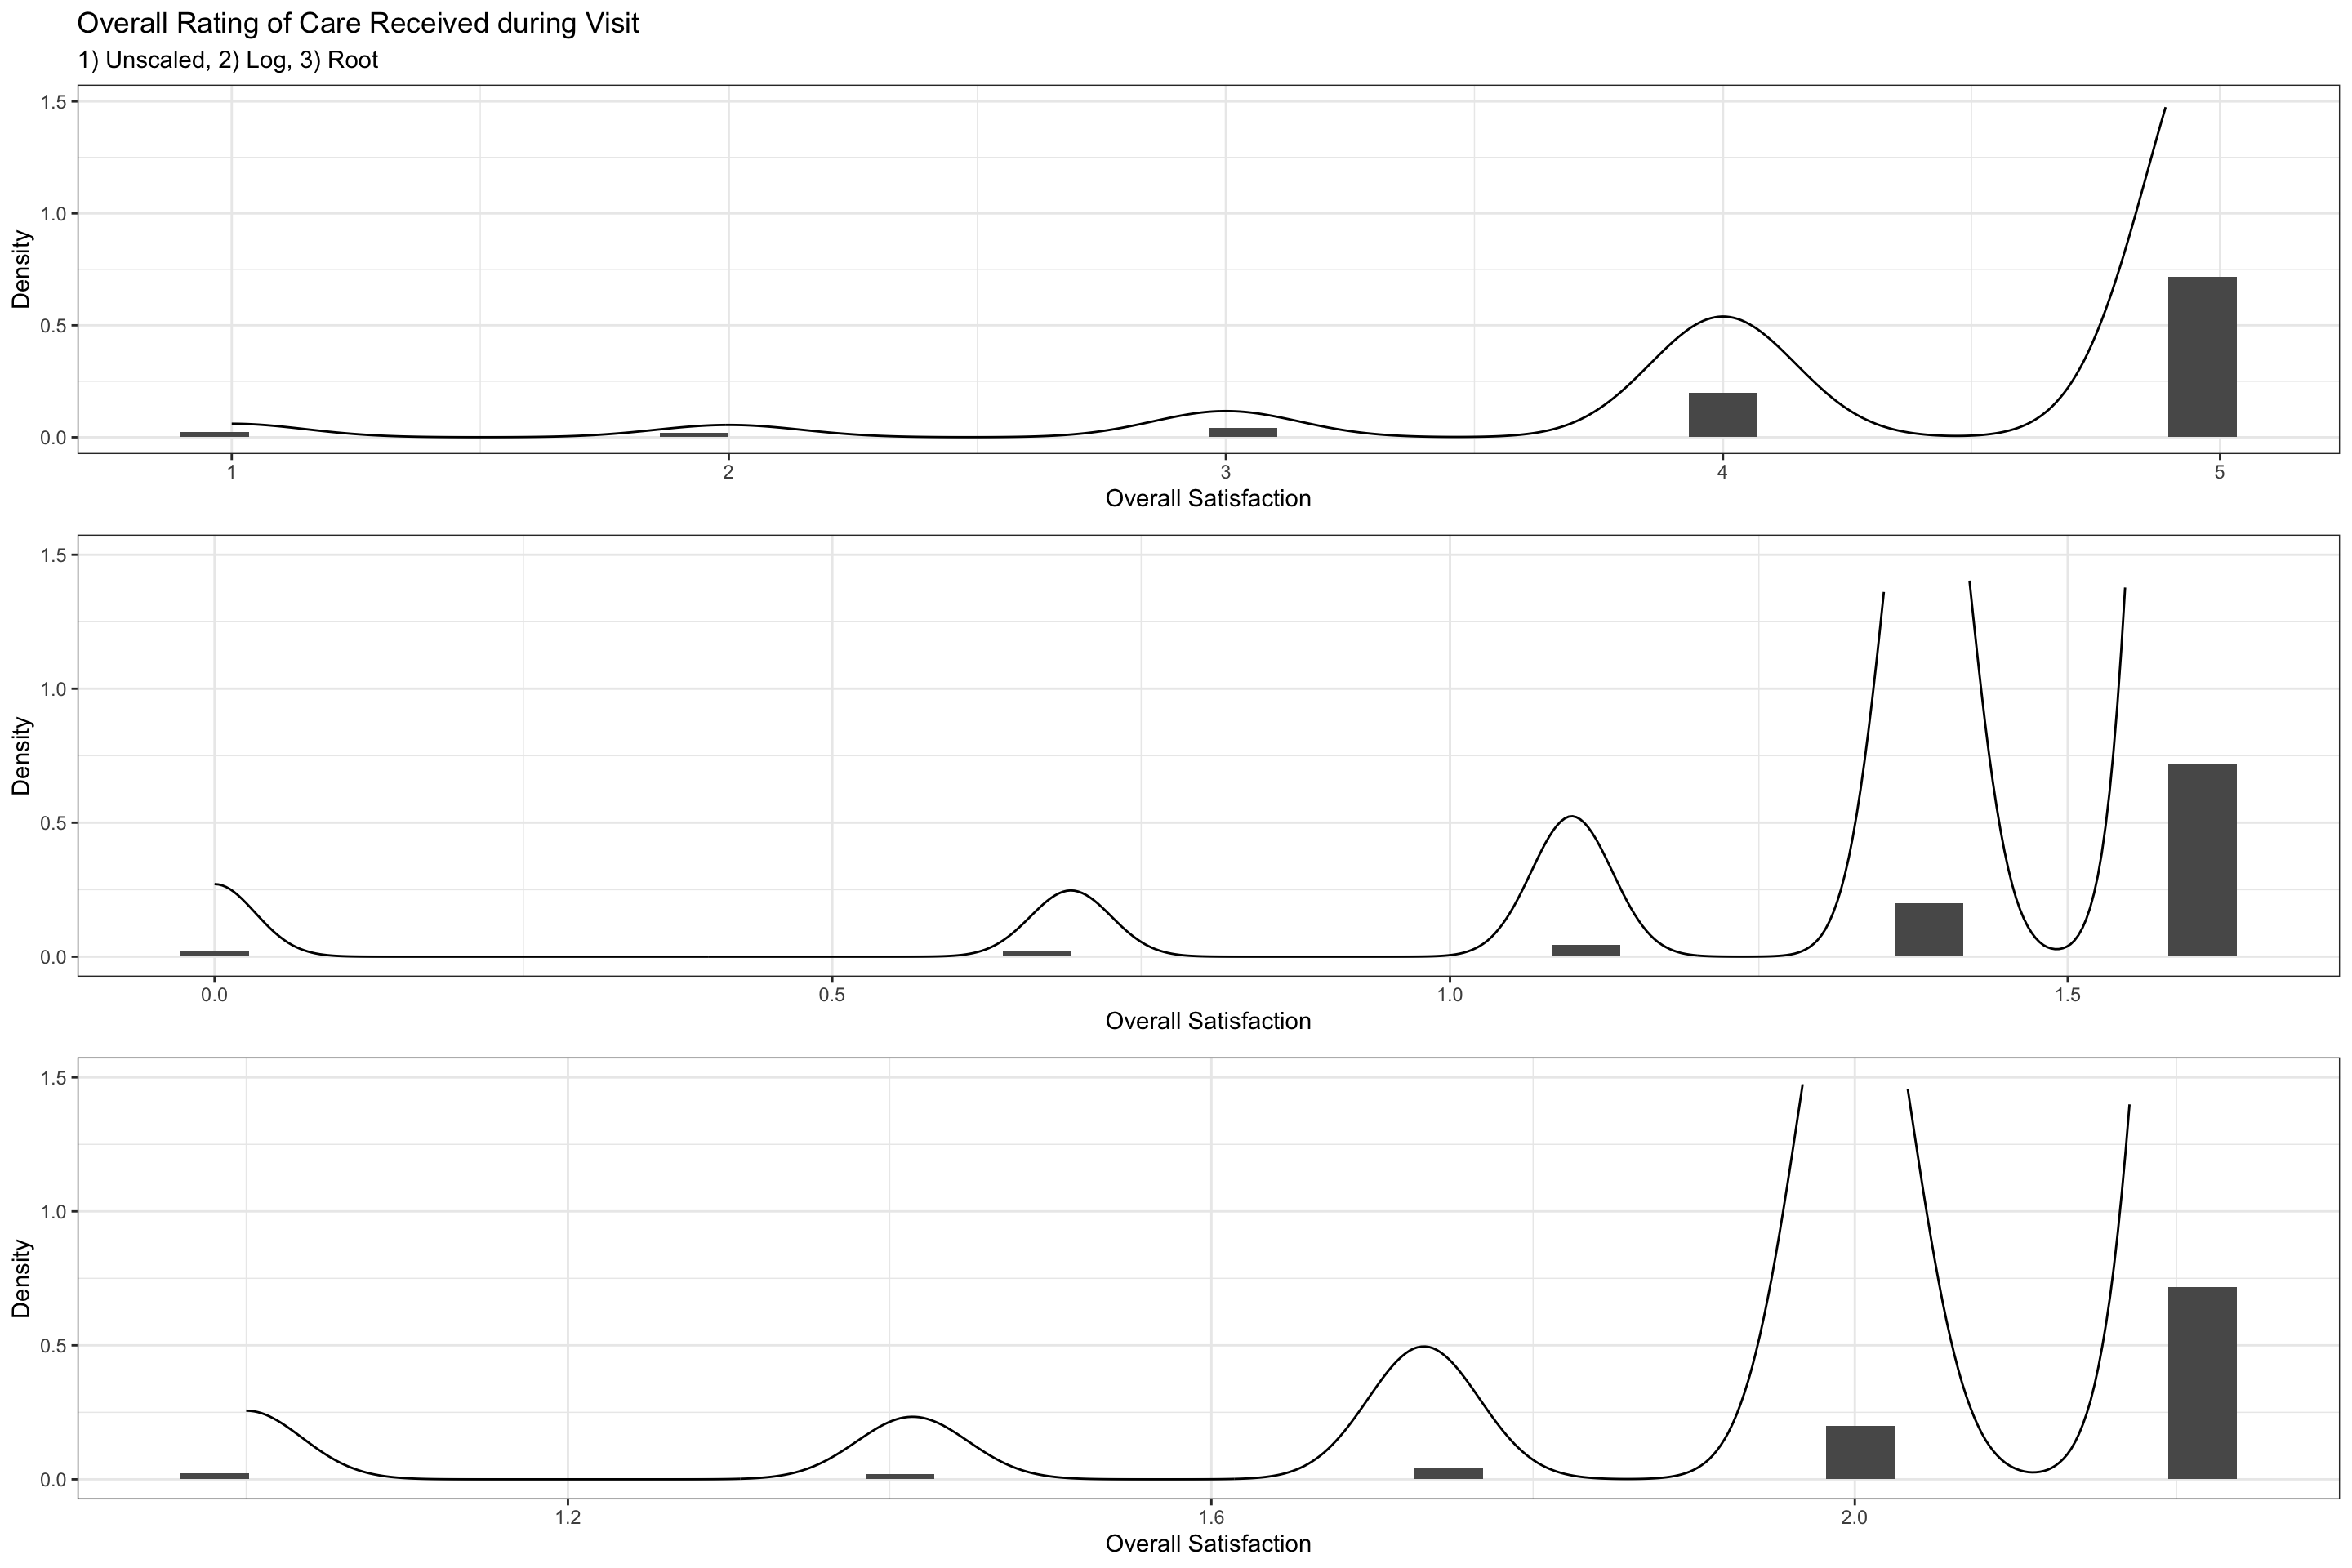 Overall Rating of Care Received during Visit
1) Unscaled, 2) Log, 3) Root
Density
1.5
1.0
0.5
0.0
1 2 3 4 5
Overall Satisfaction
Density
1.5
1.0
0.5
0.0
0.0 0.5 1.0 1.5
Overall Satisfaction
Density
1.5
1.0
0.5
0.0
1.2 1.6 2.0
Overall Satisfaction